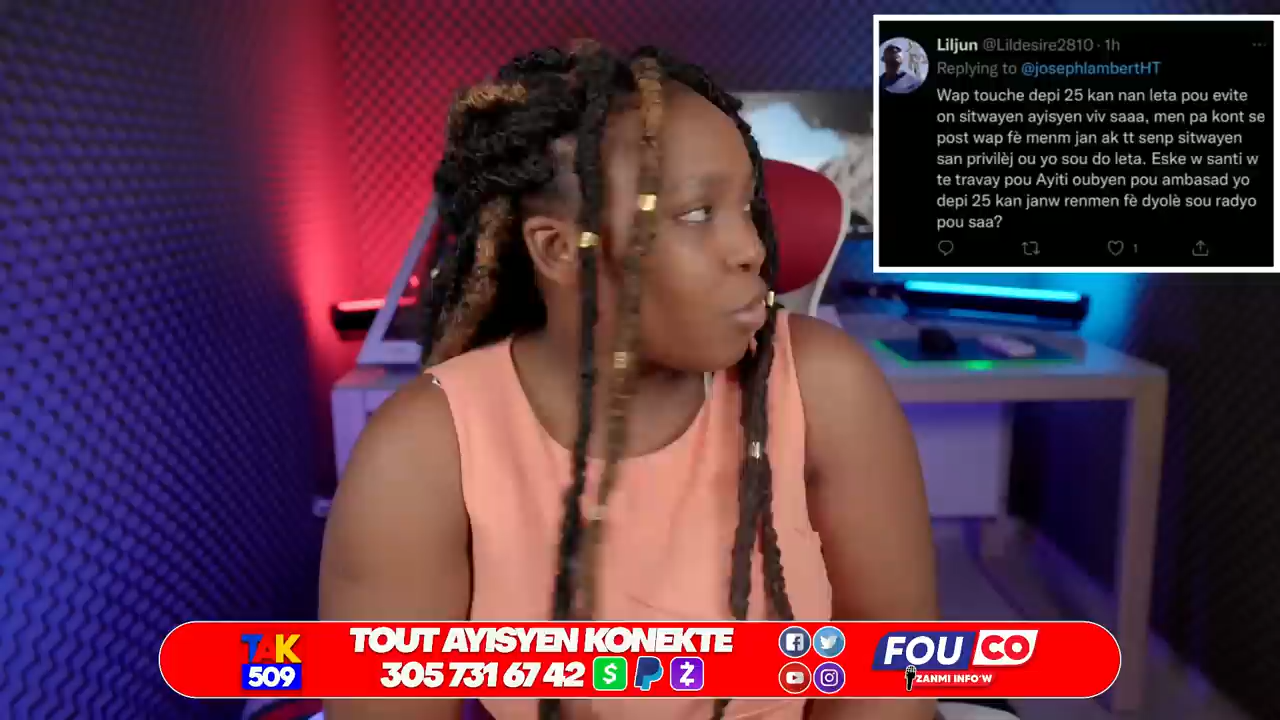 Liljun @Lildesire2810 · 1h
Replying to @josephlambertHT
Wap touche depi 25 kan nan leta pou evite
on sitwayen ayisyen viv saaa, men pa kont se
post wap fè menm jan ak tt senp sitwayen
san privilèj ou yo sou do leta. Eske w santi w
te travay pou Ayiti oubyen pou ambasad yo
depi 25 kan janw renmen fè dyolè sou radyo
pou saa?
1
TAK
509
TOUT AYISYEN KONEKTE
305 731 67 42
FOU CO
ZANMI INFO'W